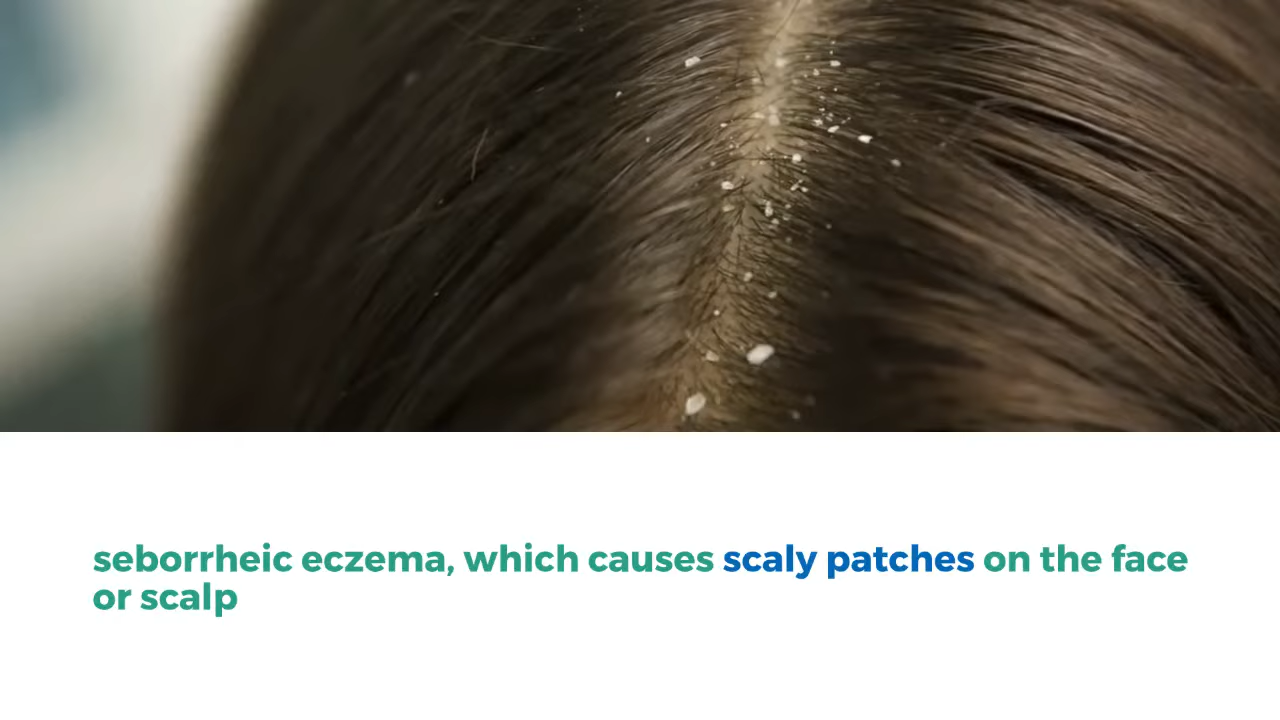 seborrheic eczema, which causes scaly patches on the face
or scalp